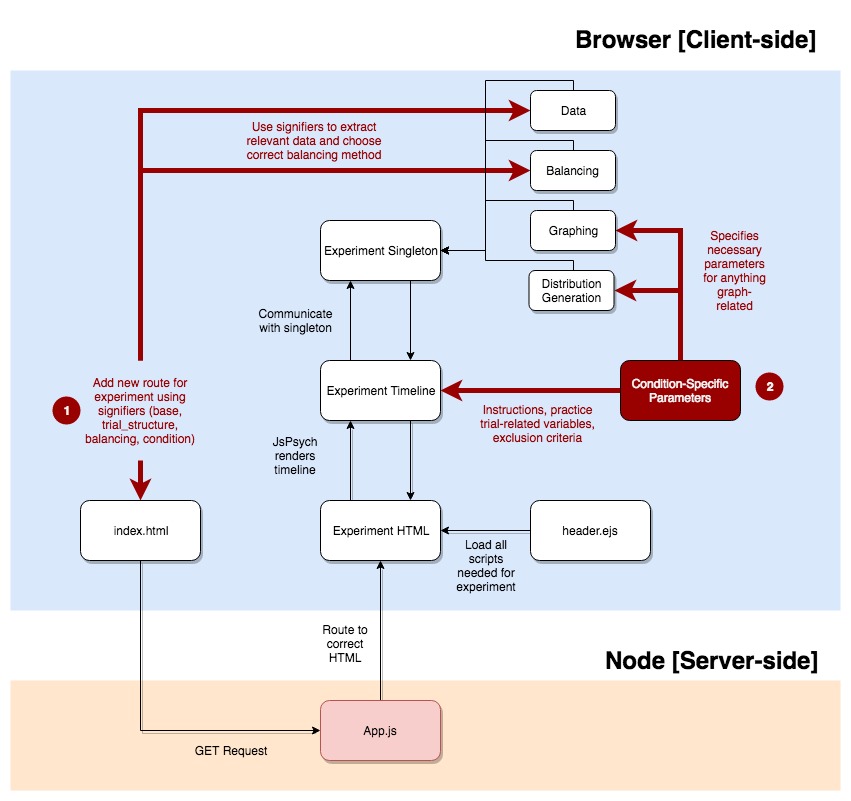 Browser [Client-side]
Data
Use signifiers to extract
relevant data and choose
correct balancing method
Balancing
Graphing
Specifies
necessary
parameters
for anything
graph-
related
Experiment Singleton
Distribution
Generation
Communicate
with singleton
1
Add new route for
experiment using
signifiers (base,
trial_structure,
balancing, condition)
Experiment Timeline
Condition-Specific
Parameters
2
Instructions, practice
trial-related variables,
exclusion criteria
JsPsych
renders
timeline
index.html
Experiment HTML
header.ejs
Load all
scripts
needed for
experiment
Route to
correct
HTML
Node [Server-side]
App.js
GET Request